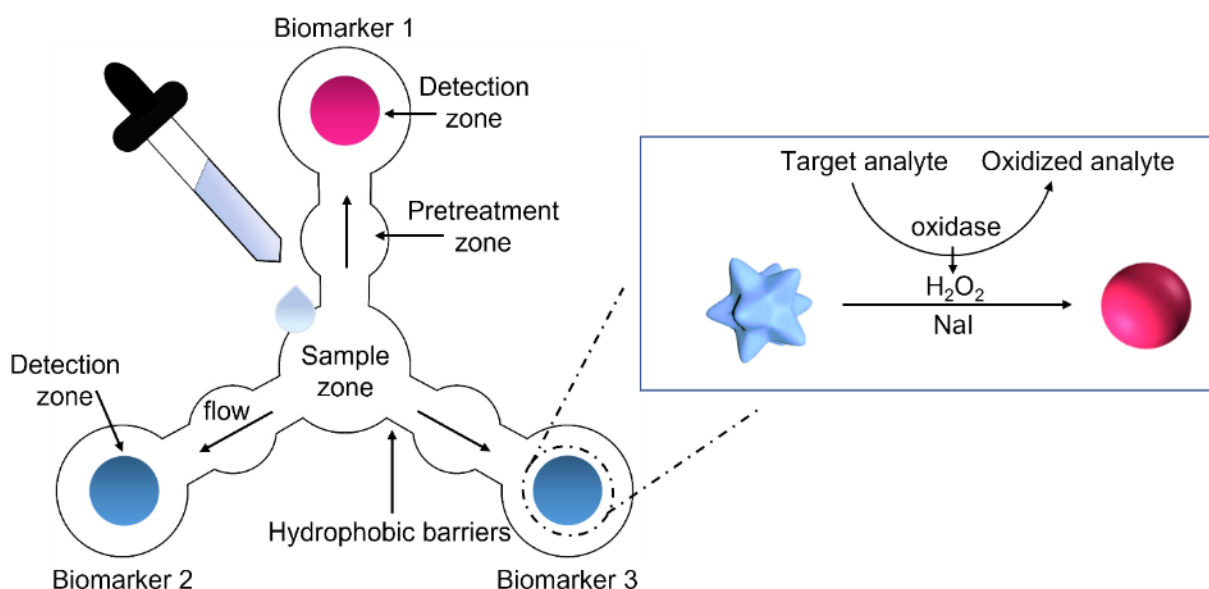 Biomarker 1
Detection
zone
Pretreatment
zone
Sample
zone
Detection
zone
flow
Hydrophobic barriers
Biomarker 2
Biomarker 3
Target analyte
Oxidized analyte
oxidase
H₂O₂
NaI